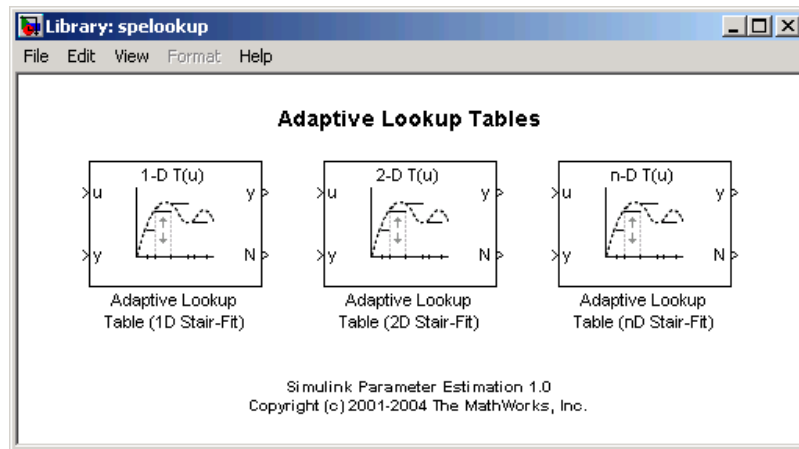 Library: spelookup
File Edit View Format Help
Adaptive Lookup Tables
1-D T(u)
u
y
y
N
Adaptive Lookup
Table (1D Stair-Fit)
2-D T(u)
u
y
y
N
Adaptive Lookup
Table (2D Stair-Fit)
n-D T(u)
u
y
y
N
Adaptive Lookup
Table (nD Stair-Fit)
Simulink Parameter Estimation 1.0
Copyright (c) 2001-2004 The MathWorks, Inc.